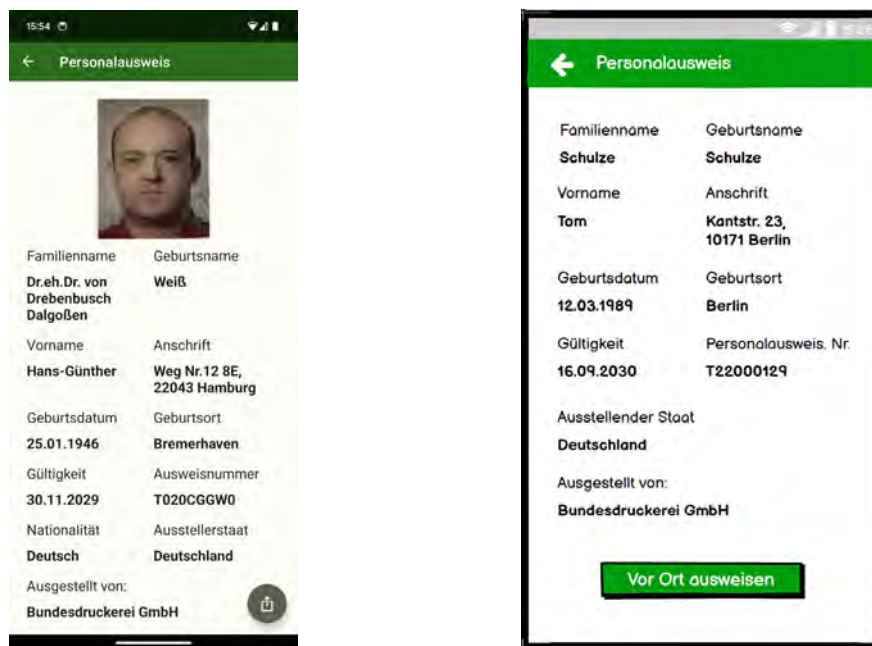 15:54
Personalausweis
Familienname Geburtsname
Dr.eh.Dr. von Weiß
Drebenbusch
Dalgoßen
Vorname Anschrift
Hans-Günther Weg Nr.12 8E,
22043 Hamburg
Geburtsdatum Geburtsort
25.01.1946 Bremerhaven
Gültigkeit Ausweisnummer
30.11.2029 T020CGGW0
Nationalität Ausstellerstaat
Deutsch Deutschland
Ausgestellt von:
Bundesdruckerei GmbH
Personalausweis
Familienname Geburtsname
Schulze Schulze
Vorname Anschrift
Tom Kantstr. 23,
10171 Berlin
Geburtsdatum Geburtsort
12.03.1989 Berlin
Gültigkeit Personalausweis. Nr.
16.09.2030 T22000129
Ausstellender Staat
Deutschland
Ausgestellt von:
Bundesdruckerei GmbH
Vor Ort ausweisen